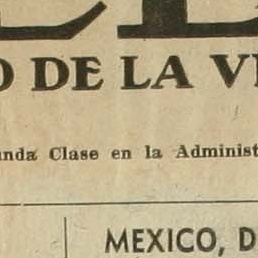 O DE LA V
unda Clase en la Administ
MEXICO, D